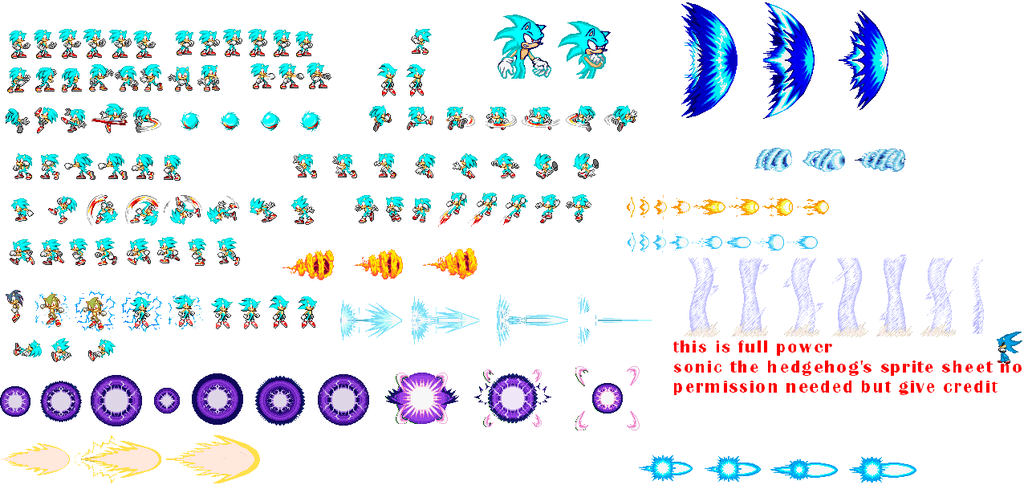 this is full power
sonic the hedgehog's sprite sheet no
permission needed but give credit